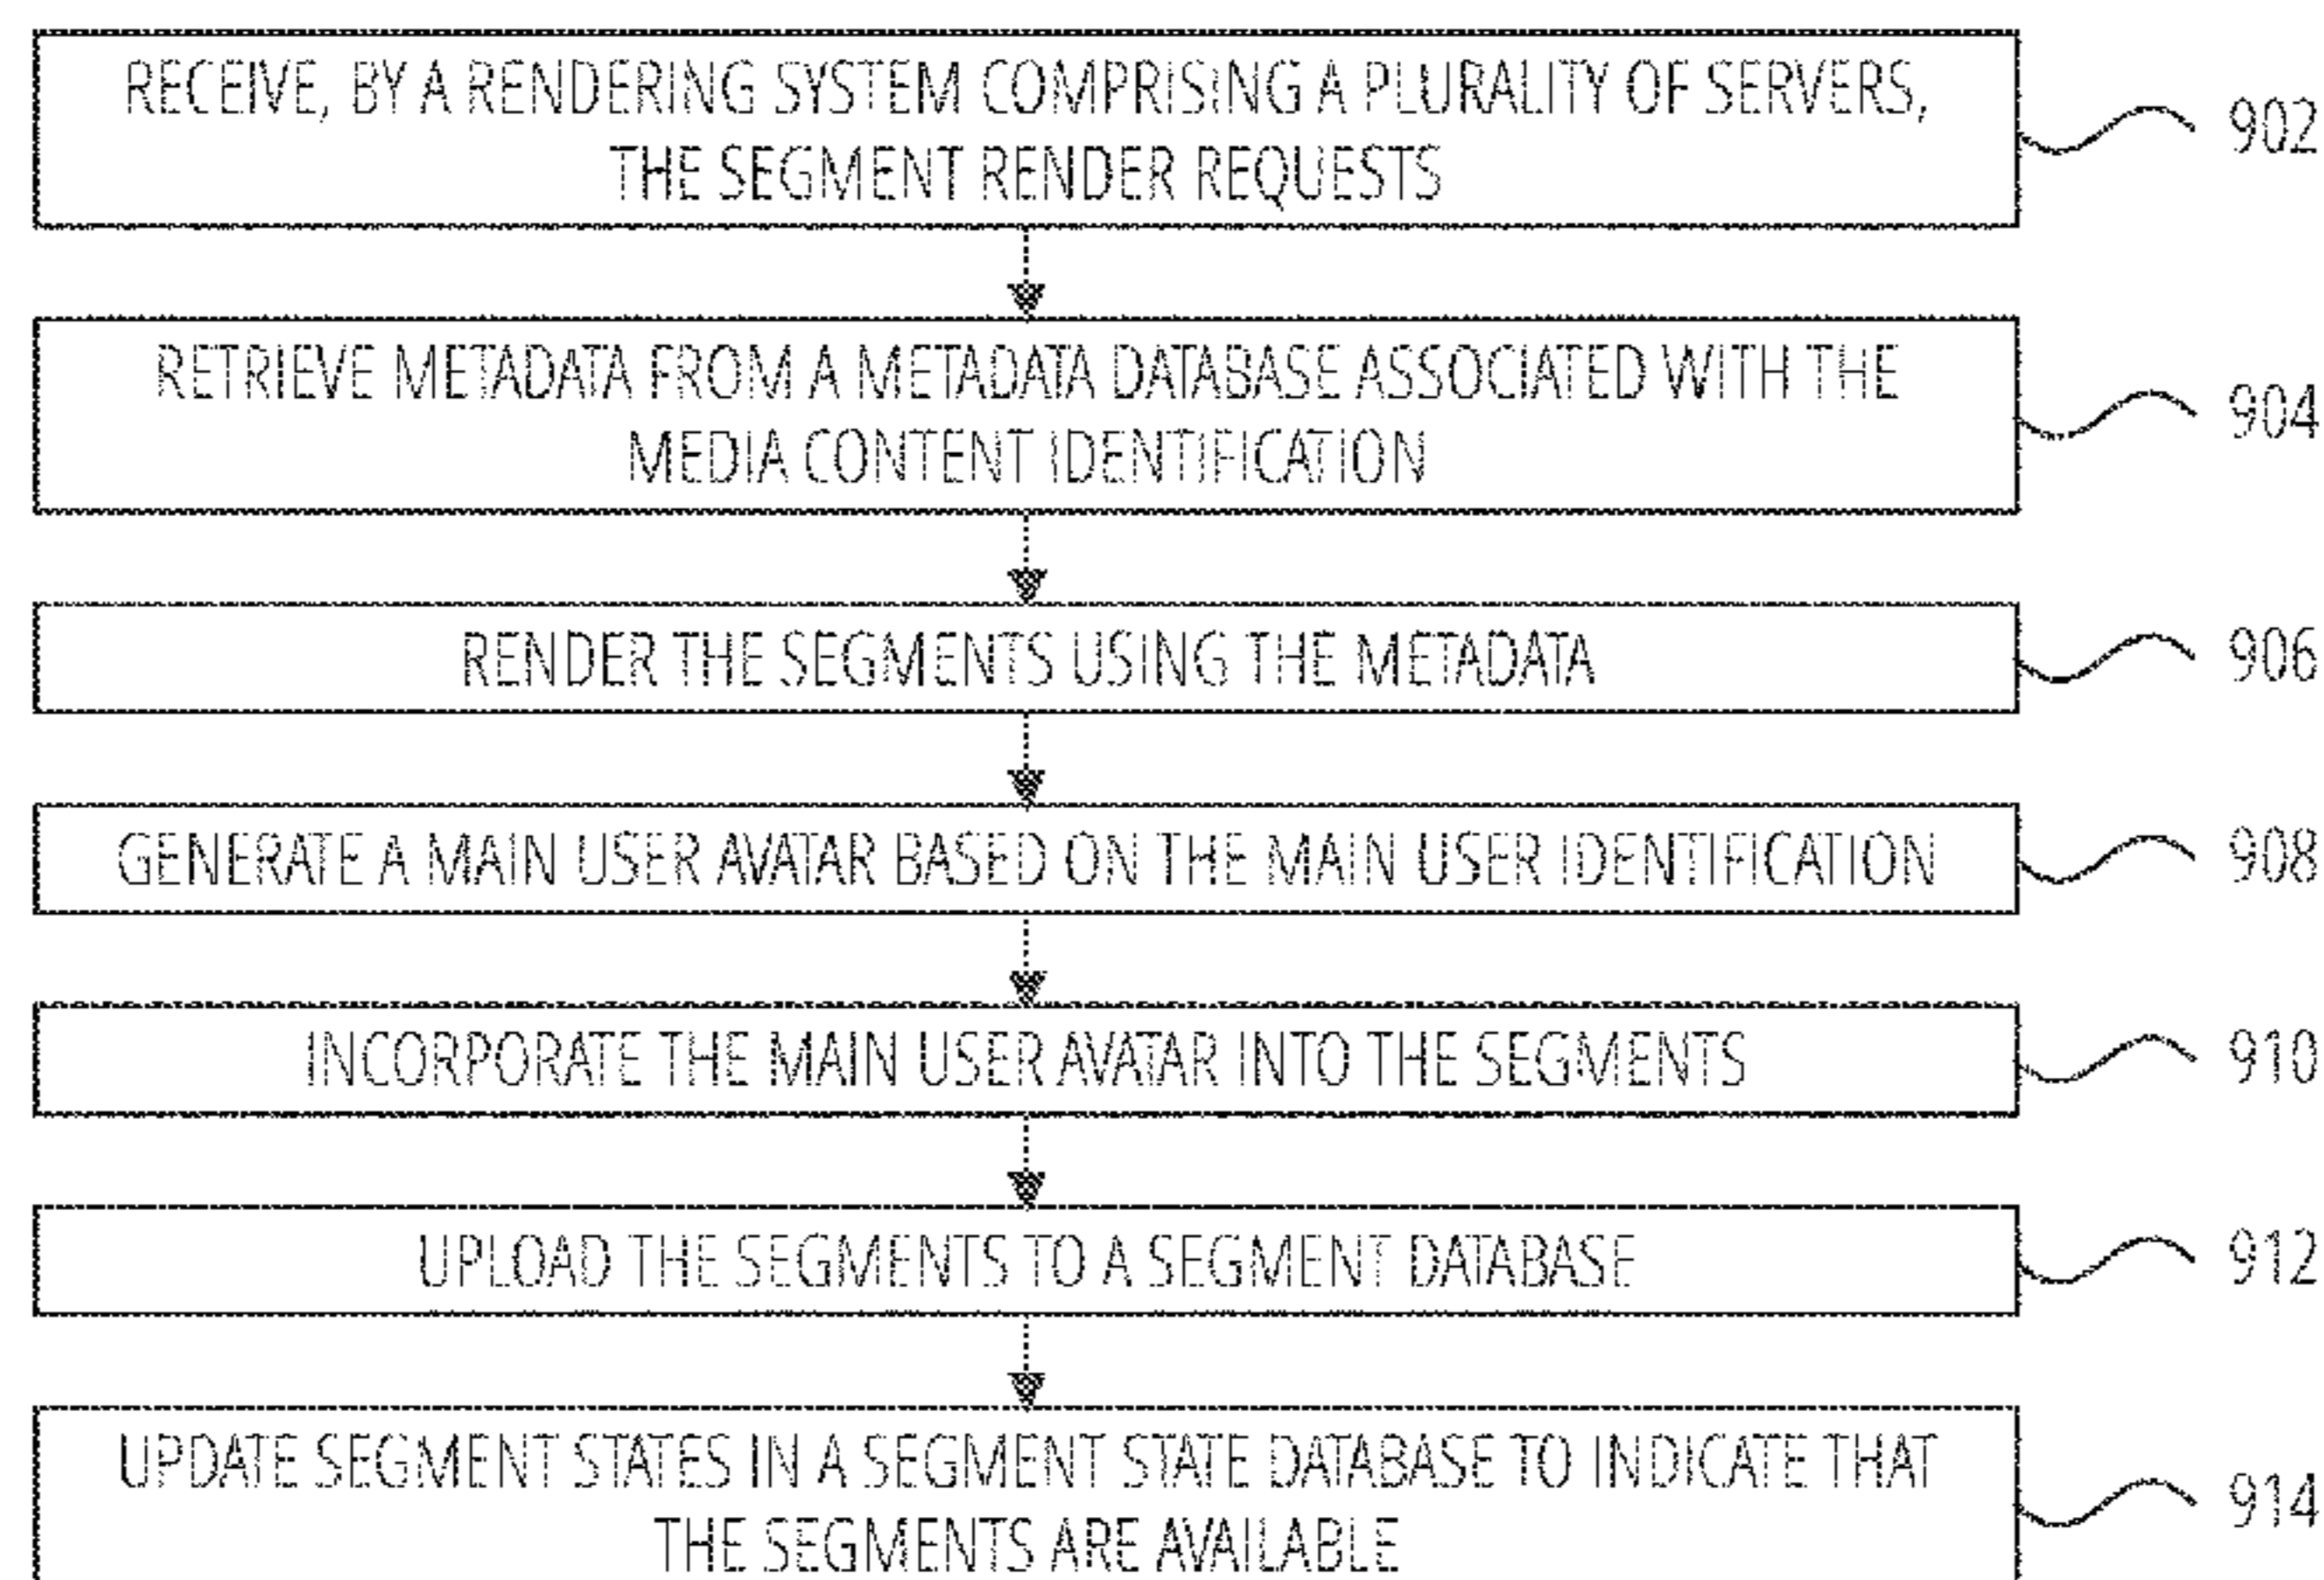 RECEIVE, BY A RENDERING SYSTEM COMPRISING A PLURALITY OF SERVERS,
THE SEGMENT RENDER REQUESTS
902
RETRIEVE METADATA FROM A METADATA DATABASE ASSOCIATED WITH THE
MEDIA CONTENT IDENTIFICATION
904
RENDER THE SEGMENTS USING THE METADATA
906
GENERATE A MAIN USER AVATAR BASED ON THE MAIN USER IDENTIFICATION
908
INCORPORATE THE MAIN USER AVATAR INTO THE SEGMENTS
910
UPLOAD THE SEGMENTS TO A SEGMENT DATABASE
912
UPDATE SEGMENT STATES IN A SEGMENT STATE DATABASE TO INDICATE THAT
THE SEGMENTS ARE AVAILABLE
914